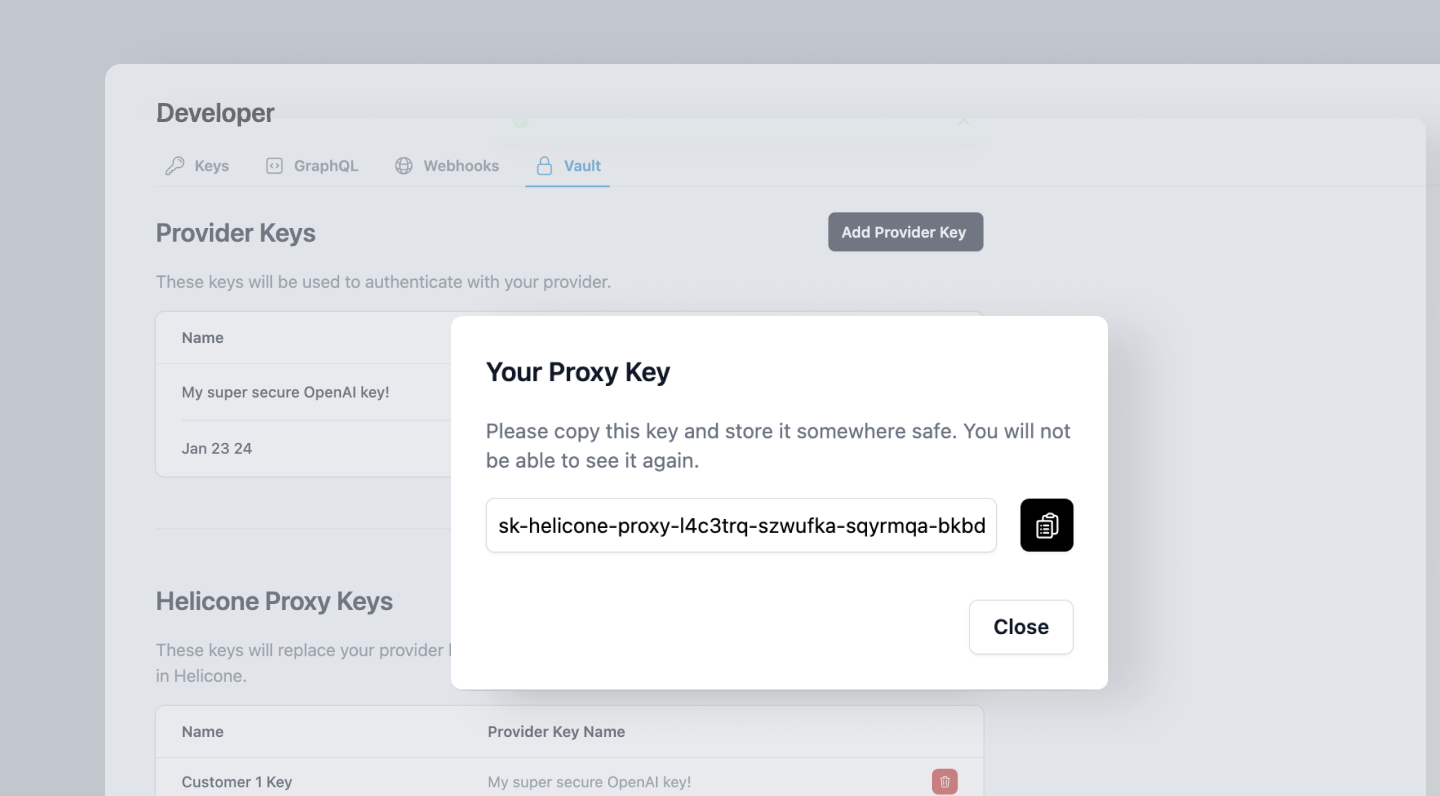 Developer
Keys GraphQL Webhooks Vault
Provider Keys
Add Provider Key
These keys will be used to authenticate with your provider.
Name
My super secure OpenAI key!
Jan 23 24
Your Proxy Key
Please copy this key and store it somewhere safe. You will not
be able to see it again.
sk-helicone-proxy-l4c3trq-szwufka-sqyrmqa-bkbd
Close
Helicone Proxy Keys
These keys will replace your provider
in Helicone.
Name Provider Key Name
Customer 1 Key My super secure OpenAI key!